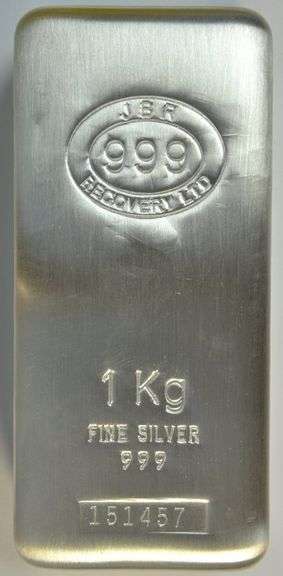 JBR
999
RECOVERY LTD
1 Kg
FINE SILVER
999
151457